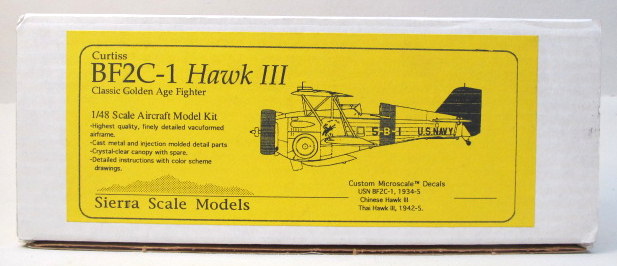 Curtiss
BF2C-1 Hawk III
Classic Golden Age Fighter
1/48 Scale Aircraft Model Kit
•Highest quality, finely detailed vacuformed
airframe.
•Cast metal and injection molded detail parts
•Crystal-clear canopy with spare.
•Detailed instructions with color scheme
drawings.
Sierra Scale Models
5-B-1
U.S.NAVY
Custom Microscale™ Decals
USN BF2C-1, 1934-5
Chinese Hawk III
Thai Hawk III, 1942-5.